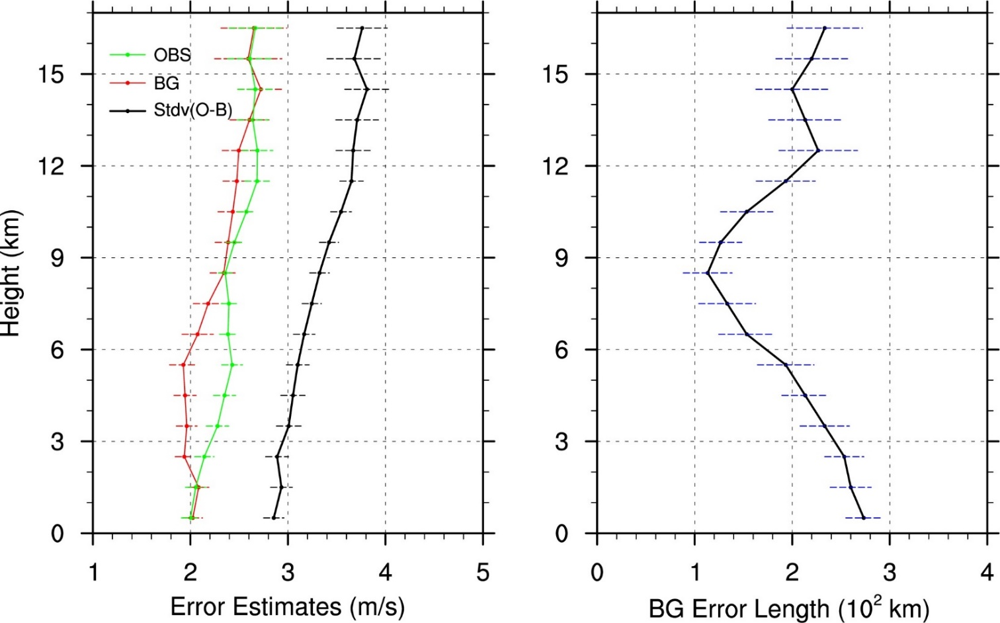 OBS
BG
Stdv(O-B)
15
12
9
6
3
0
1 2 3 4 5
Height (km)
Error Estimates (m/s)
15
12
9
6
3
0
0 1 2 3 4
BG Error Length (10² km)